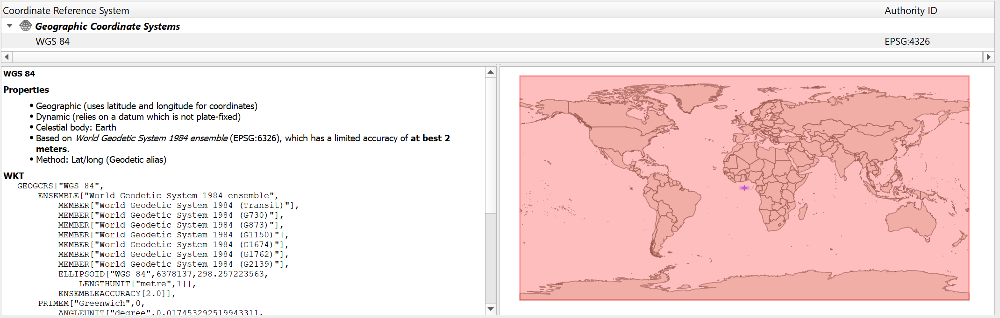 Coordinate Reference System Authority ID
Geographic Coordinate Systems
WGS 84 EPSG:4326
WGS 84
Properties
• Geographic (uses latitude and longitude for coordinates)
• Dynamic (relies on a datum which is not plate-fixed)
• Celestial body: Earth
• Based on World Geodetic System 1984 ensemble (EPSG:6326), which has a limited accuracy of at best 2
meters.
• Method: Lat/long (Geodetic alias)
WKT
GEOGCRS["WGS 84",
ENSEMBLE["World Geodetic System 1984 ensemble",
MEMBER["World Geodetic System 1984 (Transit)"],
MEMBER["World Geodetic System 1984 (G730)"],
MEMBER["World Geodetic System 1984 (G873)"],
MEMBER["World Geodetic System 1984 (G1150)"],
MEMBER["World Geodetic System 1984 (G1674)"],
MEMBER["World Geodetic System 1984 (G1762)"],
MEMBER["World Geodetic System 1984 (G2139)"],
ELLIPSOID["WGS 84",6378137,298.257223563,
LENGTHUNIT["metre",1]],
ENSEMBLEACCURACY[2.0]],
PRIMEM["Greenwich",0,
ANGLEUNIT["degree",0.0174532925199433]],